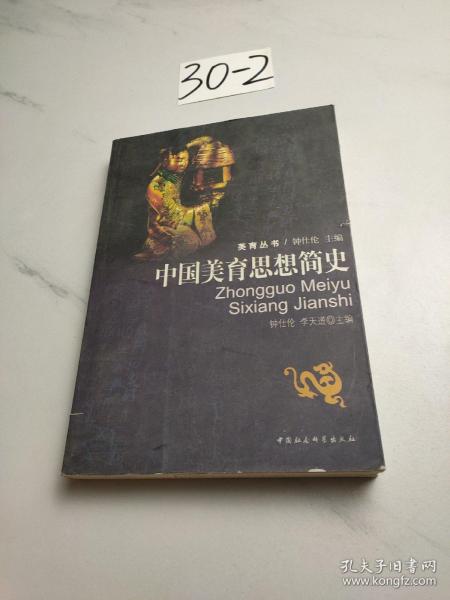 30-2
美育丛书 / 钟仕伦 主编
中国美育思想简史
Zhongguo Meiyu
Sixiang Jianshi
钟仕伦 李天道◎主编
中国社会科学出版社
孔夫子旧书网
www.kongfz.com